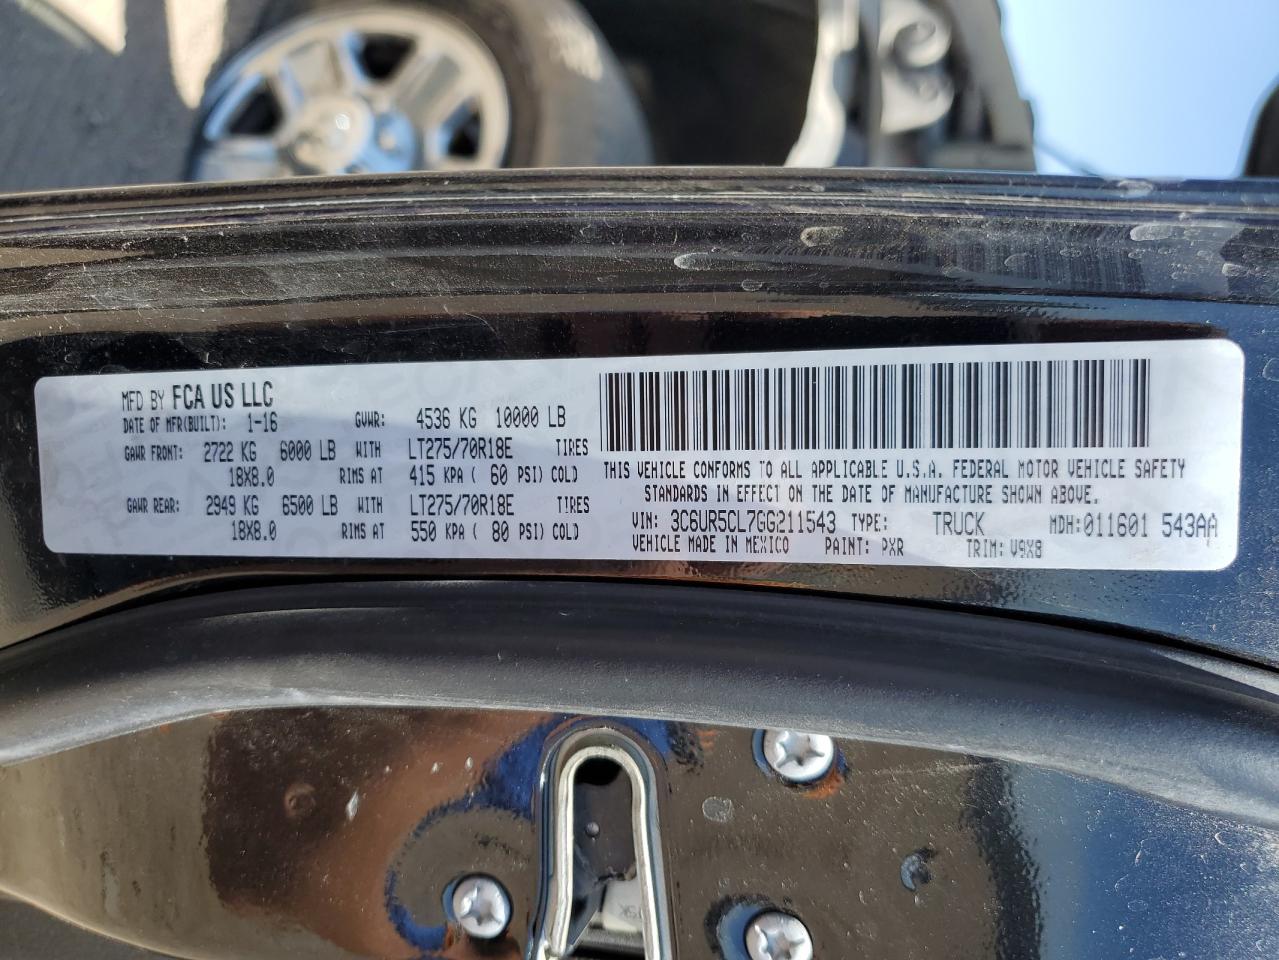 MFD BY FCA US LLC
DATE OF MFR(BUILT): 1-16 GVWR: 4536 KG 10000 LB
GAWR FRONT: 2722 KG 6000 LB WITH LT275/70R18E TIRES
18X8.0 RIMS AT 415 KPA ( 60 PSI) COLD
GAWR REAR: 2949 KG 6500 LB WITH LT275/70R18E TIRES
18X8.0 RIMS AT 550 KPA ( 80 PSI) COLD
THIS VEHICLE CONFORMS TO ALL APPLICABLE U.S.A. FEDERAL MOTOR VEHICLE SAFETY
STANDARDS IN EFFECT ON THE DATE OF MANUFACTURE SHOWN ABOVE.
VIN: 3C6UR5CL7GG211543 TYPE: TRUCK MDH: 011601 543AA
VEHICLE MADE IN MEXICO PAINT: PXR TRIM: V9X8